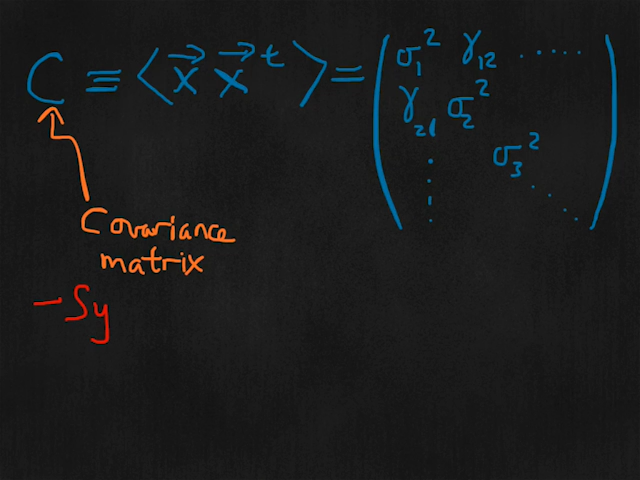 C ≡ ⟨x⃗ x⃗ᵗ⟩ = ( σ₁² γ₁₂ ......
γ₂₁ σ₂²
. σ₃²
: .....)
Covariance
matrix
- Sy